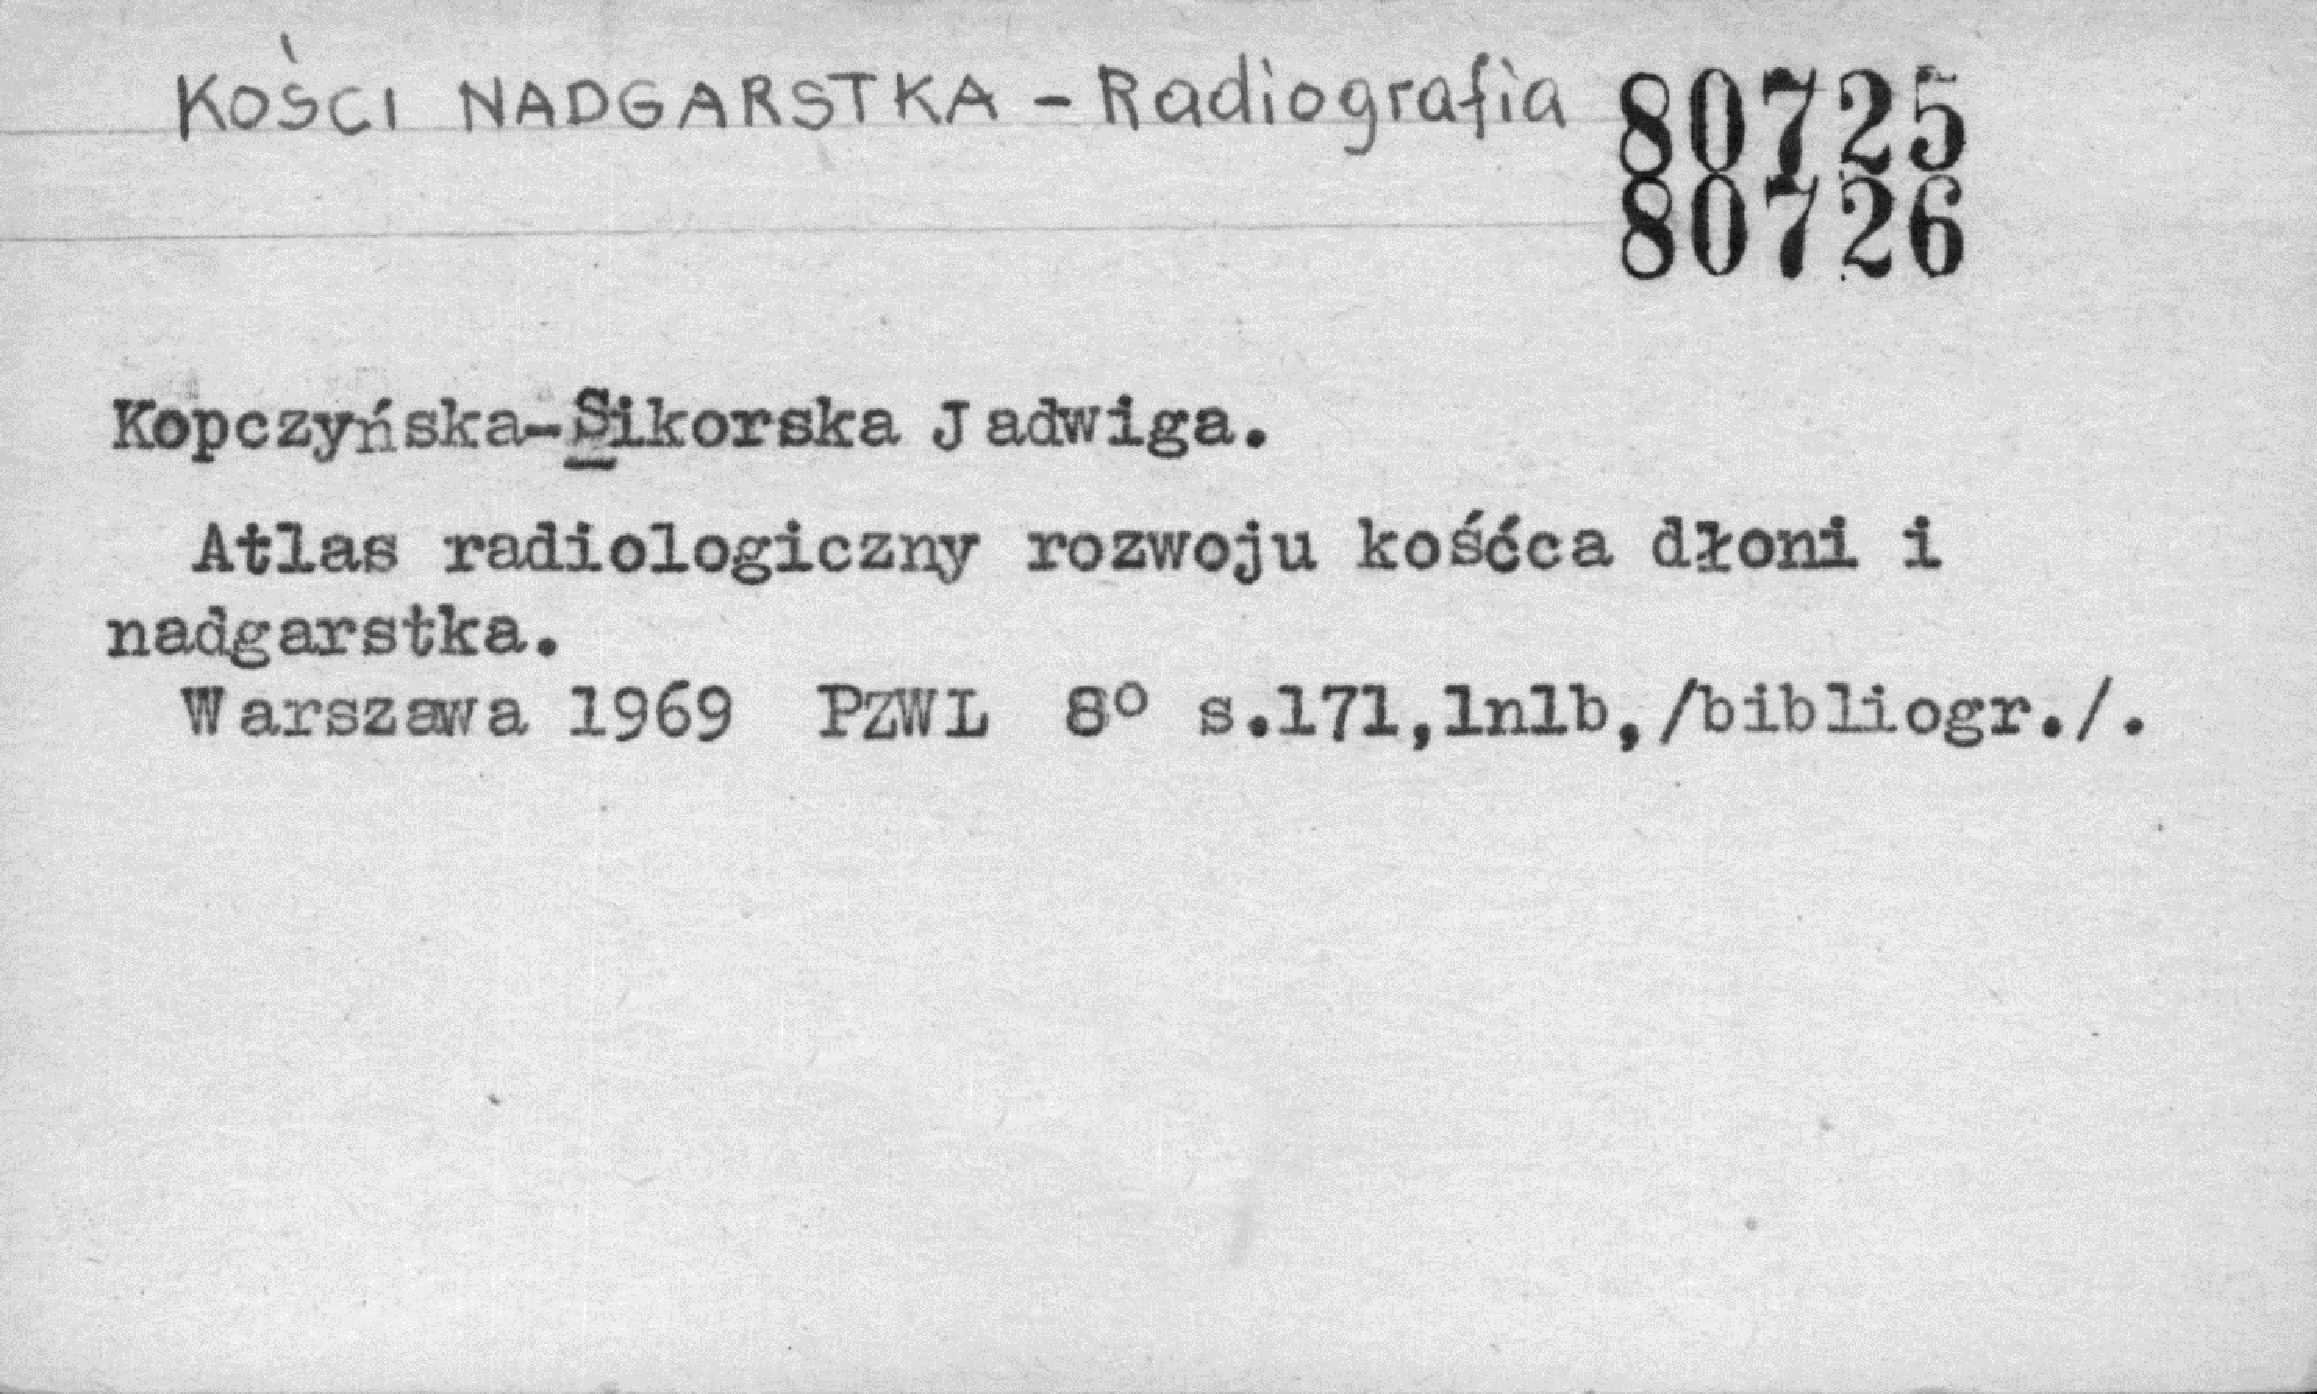 KOŚCI NADGARSTKA - Radiografia 80725
80726
Kopczyńska-Sikorska Jadwiga.
Atlas radiologiczny rozwoju kośćca dłoni i
nadgarstka.
Warszawa 1969 PZWL 8° s.171,1nlb,/bibliogr./.